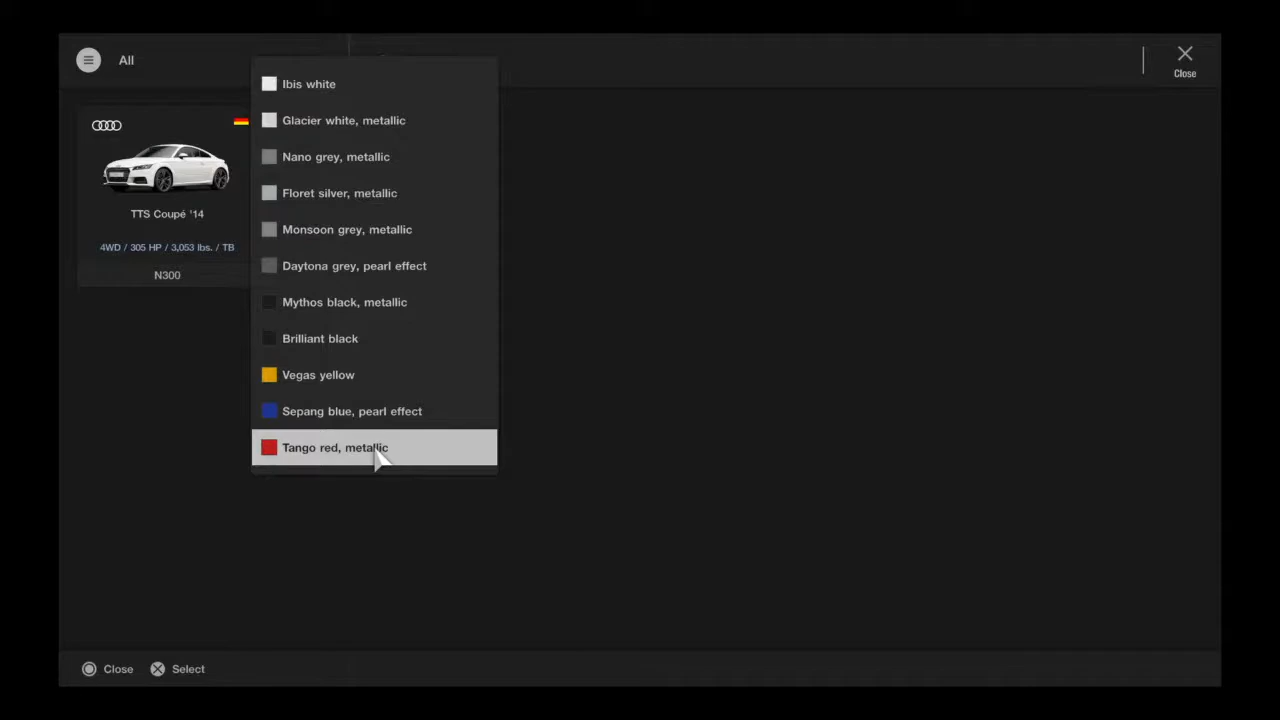 All
Close
TTS Coupé '14
4WD / 305 HP / 3,053 lbs. / TB
N300
Ibis white
Glacier white, metallic
Nano grey, metallic
Floret silver, metallic
Monsoon grey, metallic
Daytona grey, pearl effect
Mythos black, metallic
Brilliant black
Vegas yellow
Sepang blue, pearl effect
Tango red, metallic
Close
Select